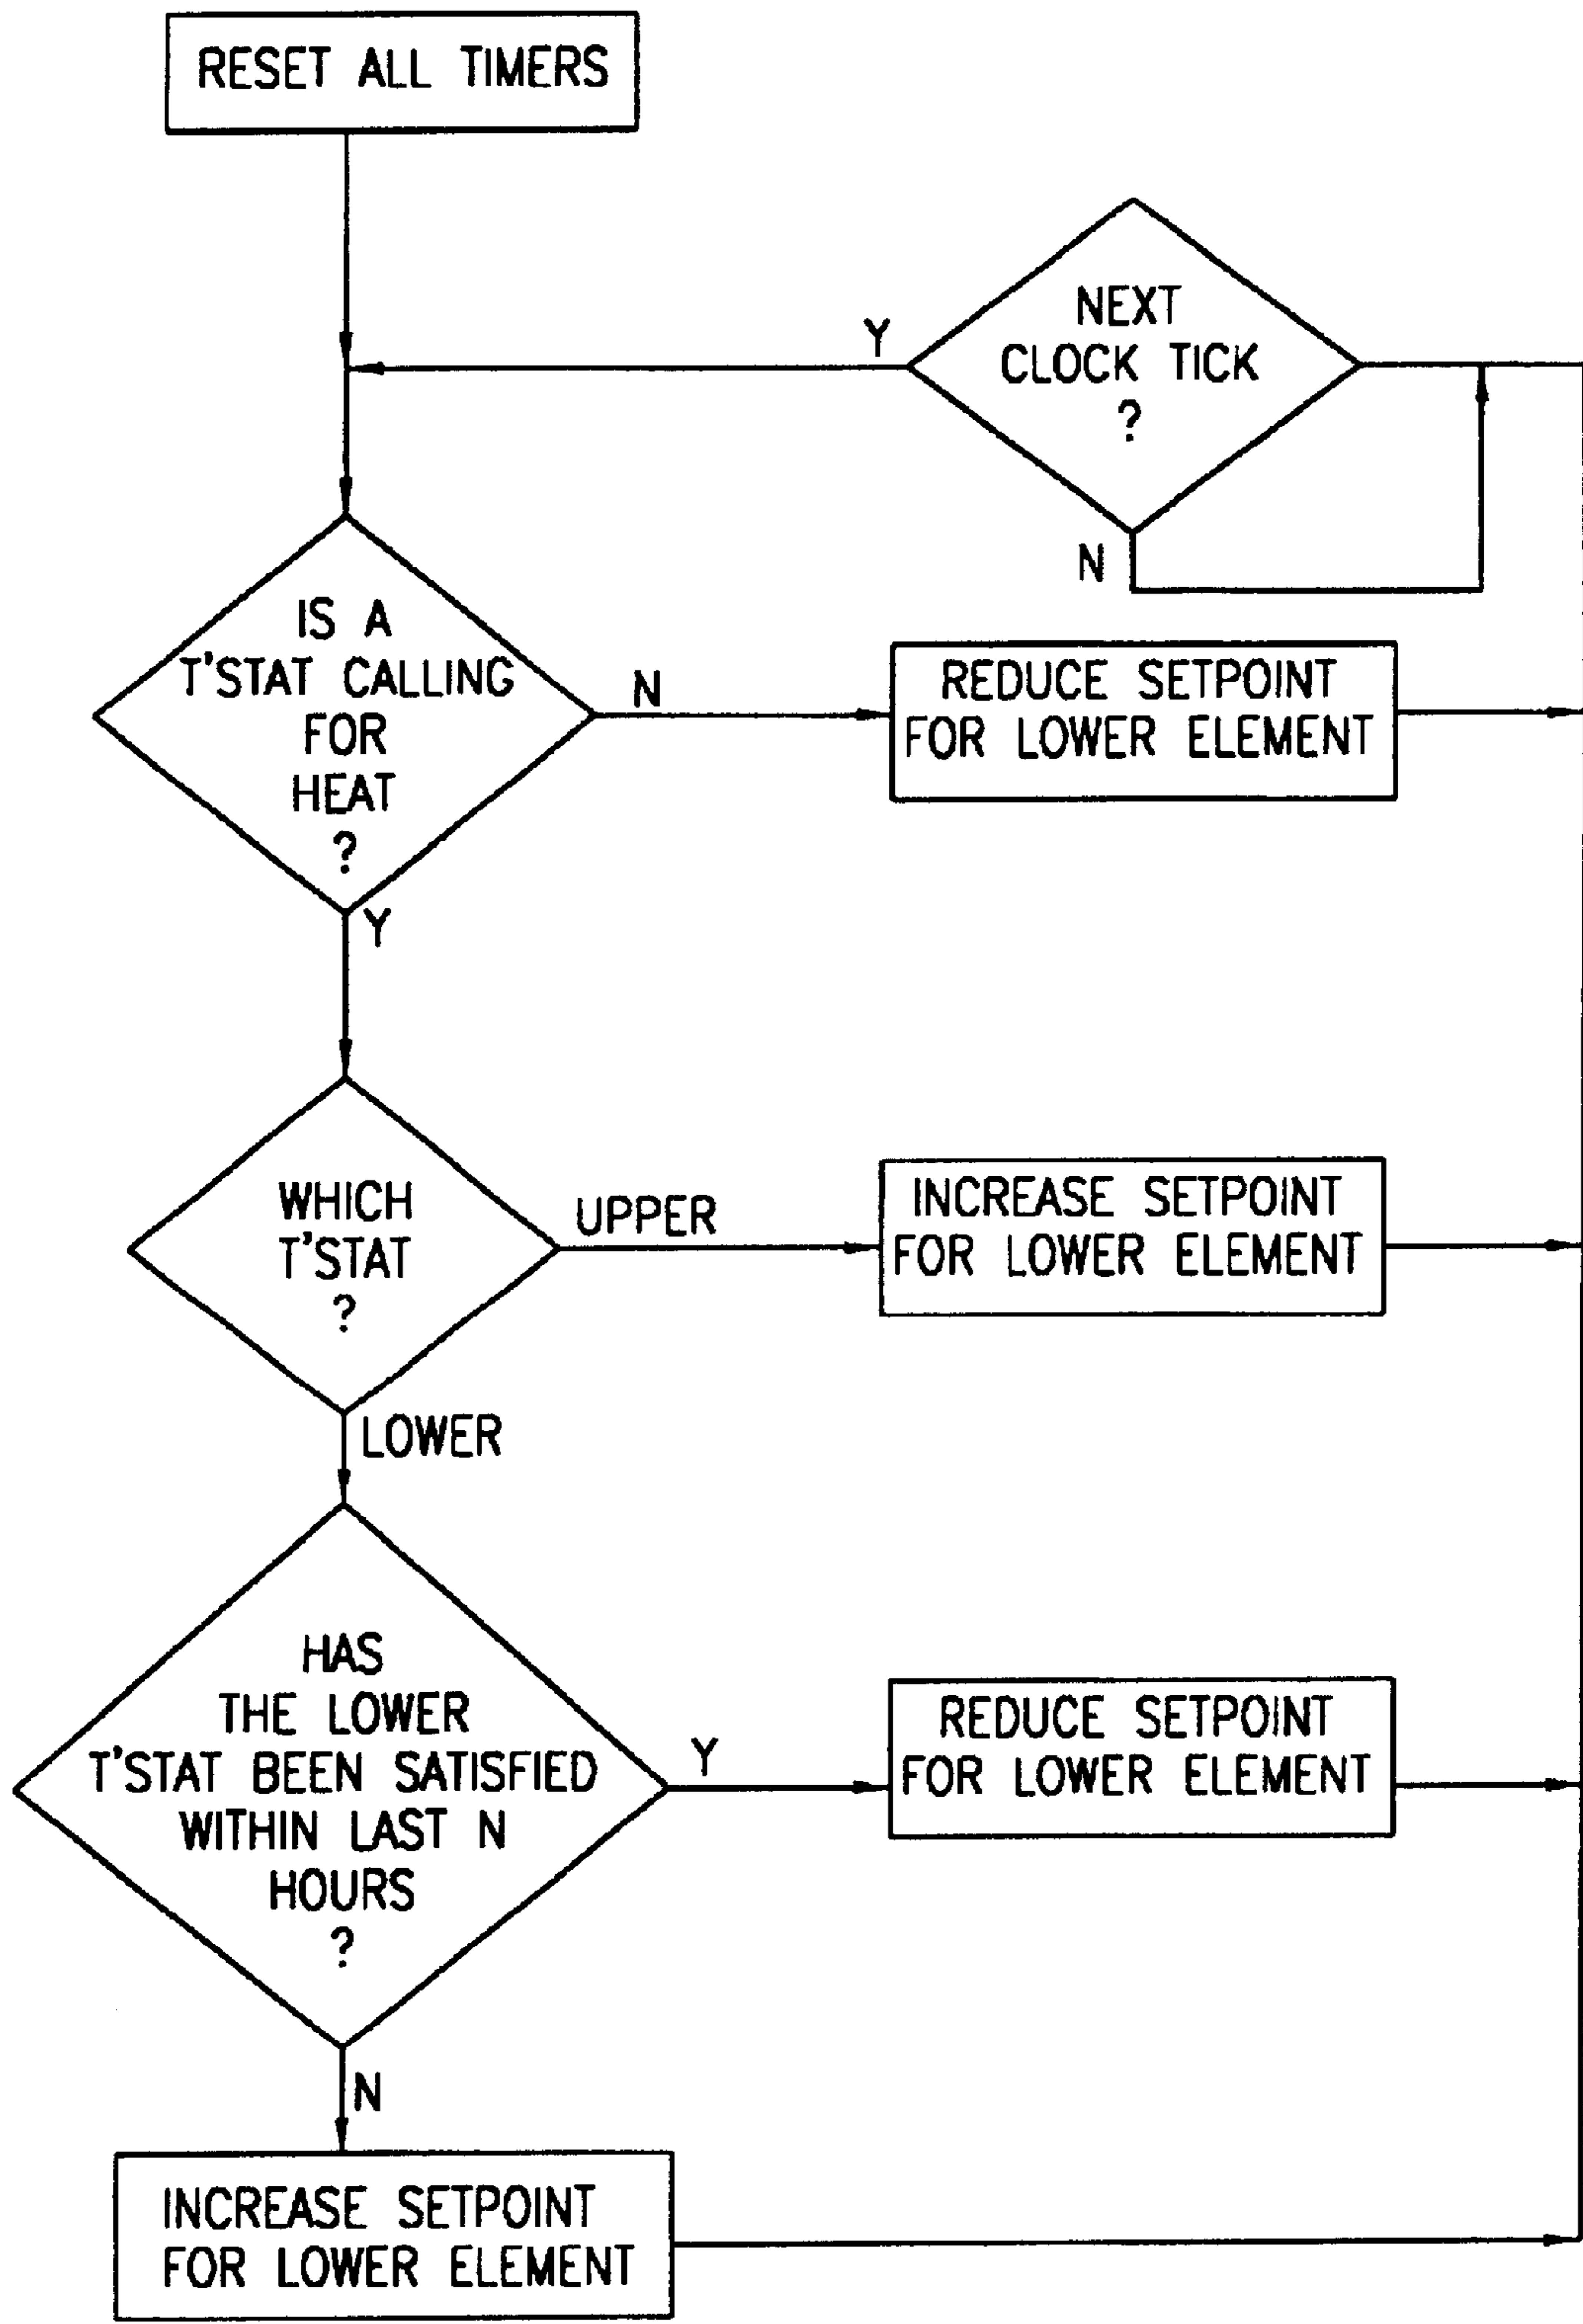 RESET ALL TIMERS
NEXT
CLOCK TICK
?
Y
N
IS A
T'STAT CALLING
FOR
HEAT
?
N
Y
REDUCE SETPOINT
FOR LOWER ELEMENT
WHICH
T'STAT
?
UPPER
LOWER
INCREASE SETPOINT
FOR LOWER ELEMENT
HAS
THE LOWER
T'STAT BEEN SATISFIED
WITHIN LAST N
HOURS
?
Y
N
REDUCE SETPOINT
FOR LOWER ELEMENT
INCREASE SETPOINT
FOR LOWER ELEMENT